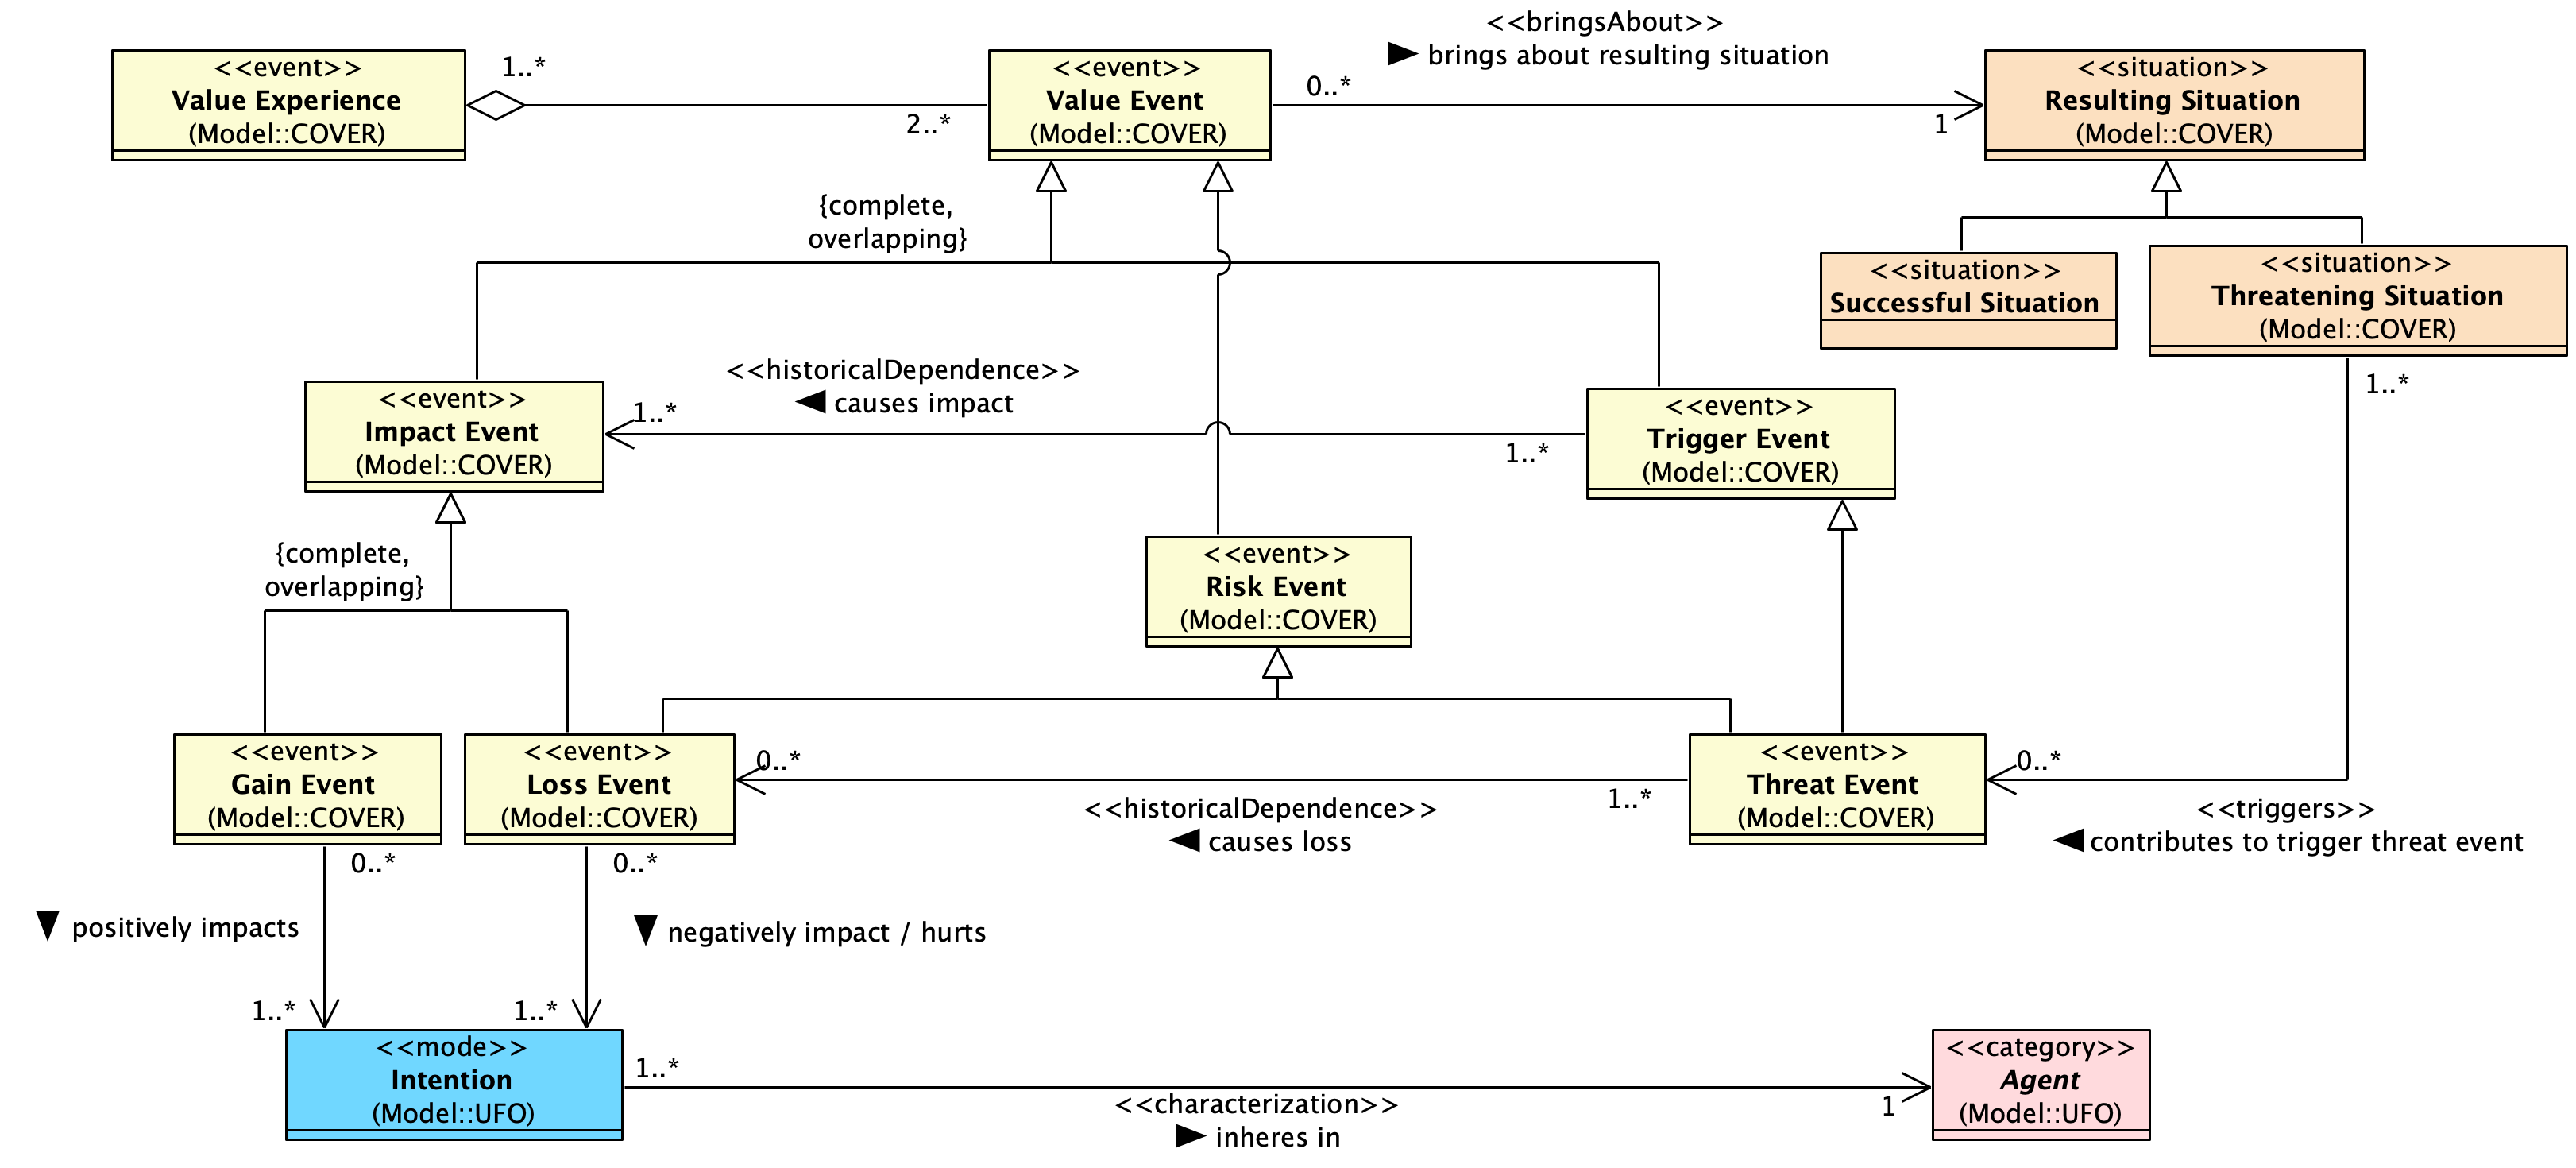 <<bringsAbout>>
► brings about resulting situation
<<event>>
Value Experience
(Model::COVER)
1..*
2..*
<<event>>
Value Event
(Model::COVER)
0..*
1
<<situation>>
Resulting Situation
(Model::COVER)
{complete,
overlapping}
<<situation>>
Successful Situation
<<situation>>
Threatening Situation
(Model::COVER)
1..*
<<historicalDependence>>
◄ causes impact
<<event>>
Impact Event
(Model::COVER)
1..*
1..*
<<event>>
Trigger Event
(Model::COVER)
{complete,
overlapping}
<<event>>
Risk Event
(Model::COVER)
<<event>>
Gain Event
(Model::COVER)
<<event>>
Loss Event
(Model::COVER)
0..*
1..*
<<historicalDependence>>
◄ causes loss
<<event>>
Threat Event
(Model::COVER)
0..*
<<triggers>>
◄ contributes to trigger threat event
0..*
0..*
▼ positively impacts
▼ negatively impact / hurts
1..*
1..*
<<mode>>
Intention
(Model::UFO)
1..*
1
<<characterization>>
► inheres in
<<category>>
Agent
(Model::UFO)